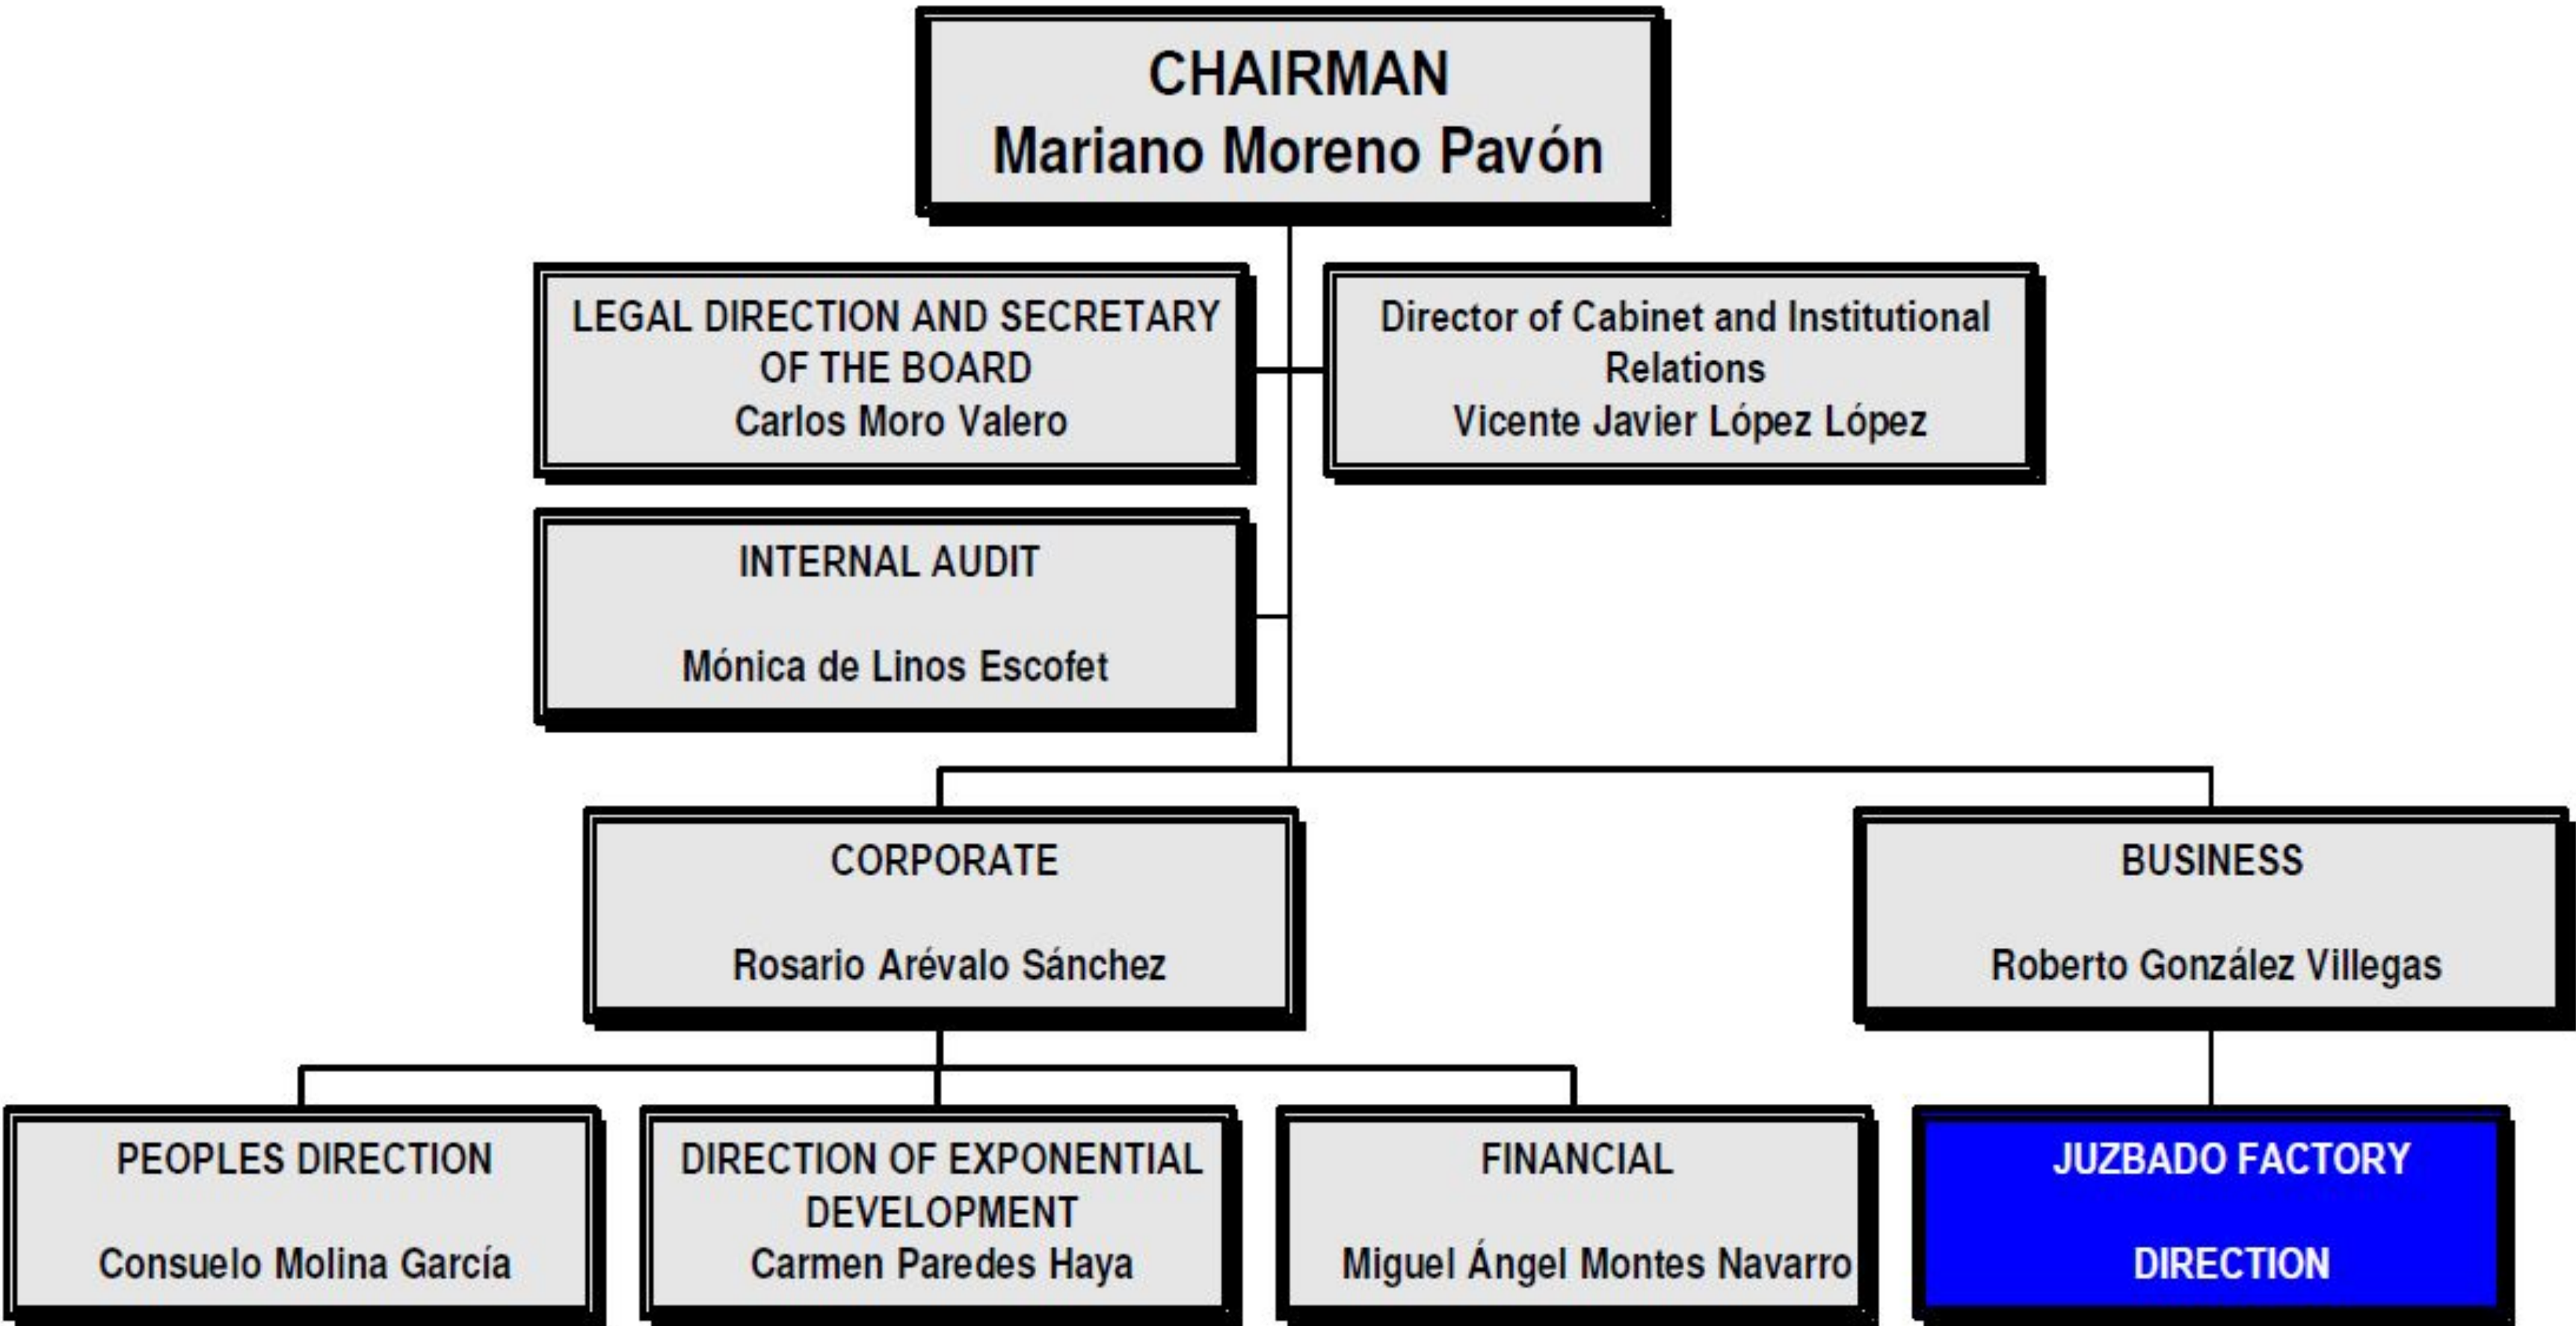 CHAIRMAN
Mariano Moreno Pavón
LEGAL DIRECTION AND SECRETARY
OF THE BOARD
Carlos Moro Valero
Director of Cabinet and Institutional
Relations
Vicente Javier López López
INTERNAL AUDIT
Mónica de Linos Escofet
CORPORATE
Rosario Arévalo Sánchez
BUSINESS
Roberto González Villegas
PEOPLES DIRECTION
Consuelo Molina García
DIRECTION OF EXPONENTIAL
DEVELOPMENT
Carmen Paredes Haya
FINANCIAL
Miguel Ángel Montes Navarro
JUZBADO FACTORY
DIRECTION